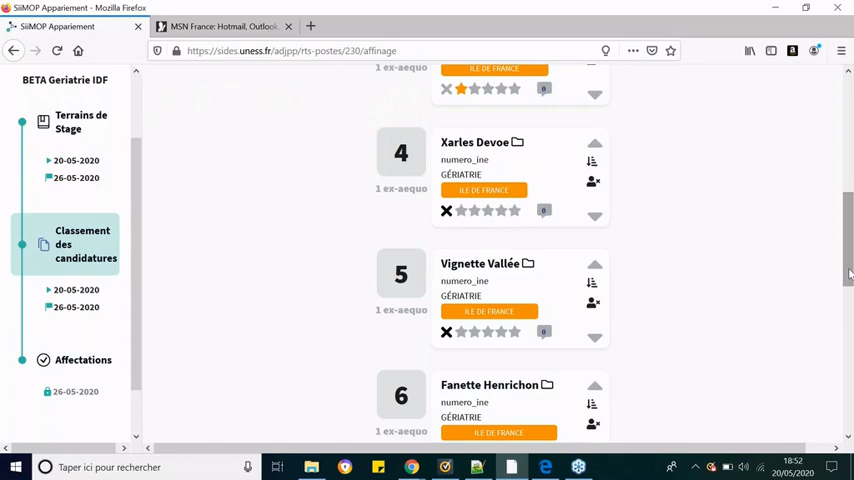 SiiMOP Appariement - Mozilla Firefox
SiiMOP Appariement
MSN France: Hotmail, Outlook
https://sides.uness.fr/adjpp/rts-postes/230/affinage
BETA Geriatrie IDF
Terrains de
Stage
20-05-2020
26-05-2020
Classement
des
candidatures
20-05-2020
26-05-2020
Affectations
26-05-2020
1 ex-aequo
ILE DE FRANCE
0
4
1 ex-aequo
Xarles Devoe
numero_ine
GÉRIATRIE
ILE DE FRANCE
0
5
1 ex-aequo
Vignette Vallée
numero_ine
GÉRIATRIE
ILE DE FRANCE
0
6
1 ex-aequo
Fanette Henrichon
numero_ine
GÉRIATRIE
ILE DE FRANCE
Taper ici pour rechercher
18:52
20/05/2020